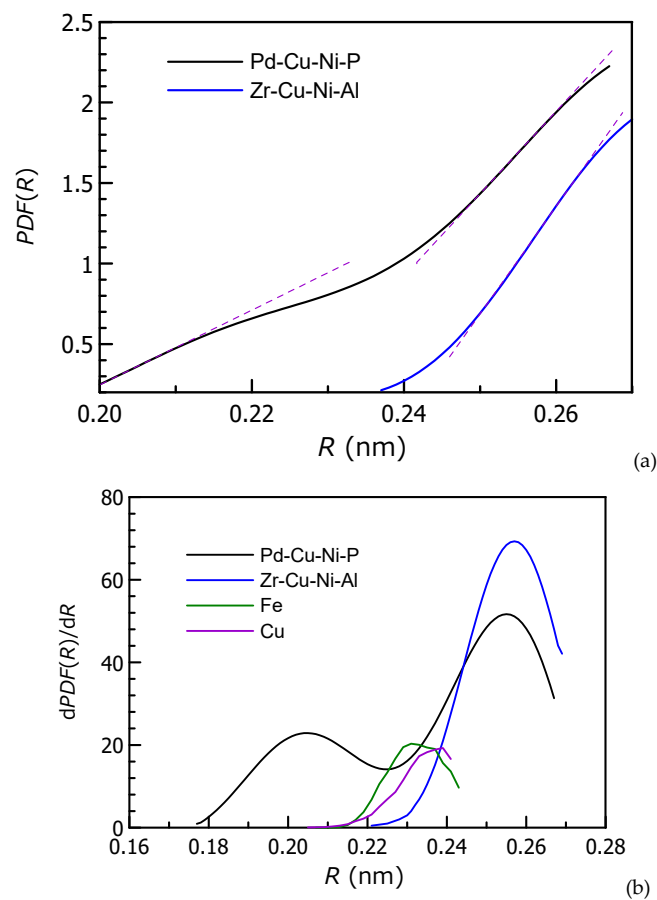 2.5
Pd-Cu-Ni-P
Zr-Cu-Ni-Al
2
1.5
PDF(R)
1
0.5
0.20 0.22 0.24 0.26
R (nm)
(a)
80
Pd-Cu-Ni-P
Zr-Cu-Ni-Al
60
Fe
Cu
dPDF(R)/dR
40
20
0
0.16 0.18 0.20 0.22 0.24 0.26 0.28
R (nm)
(b)